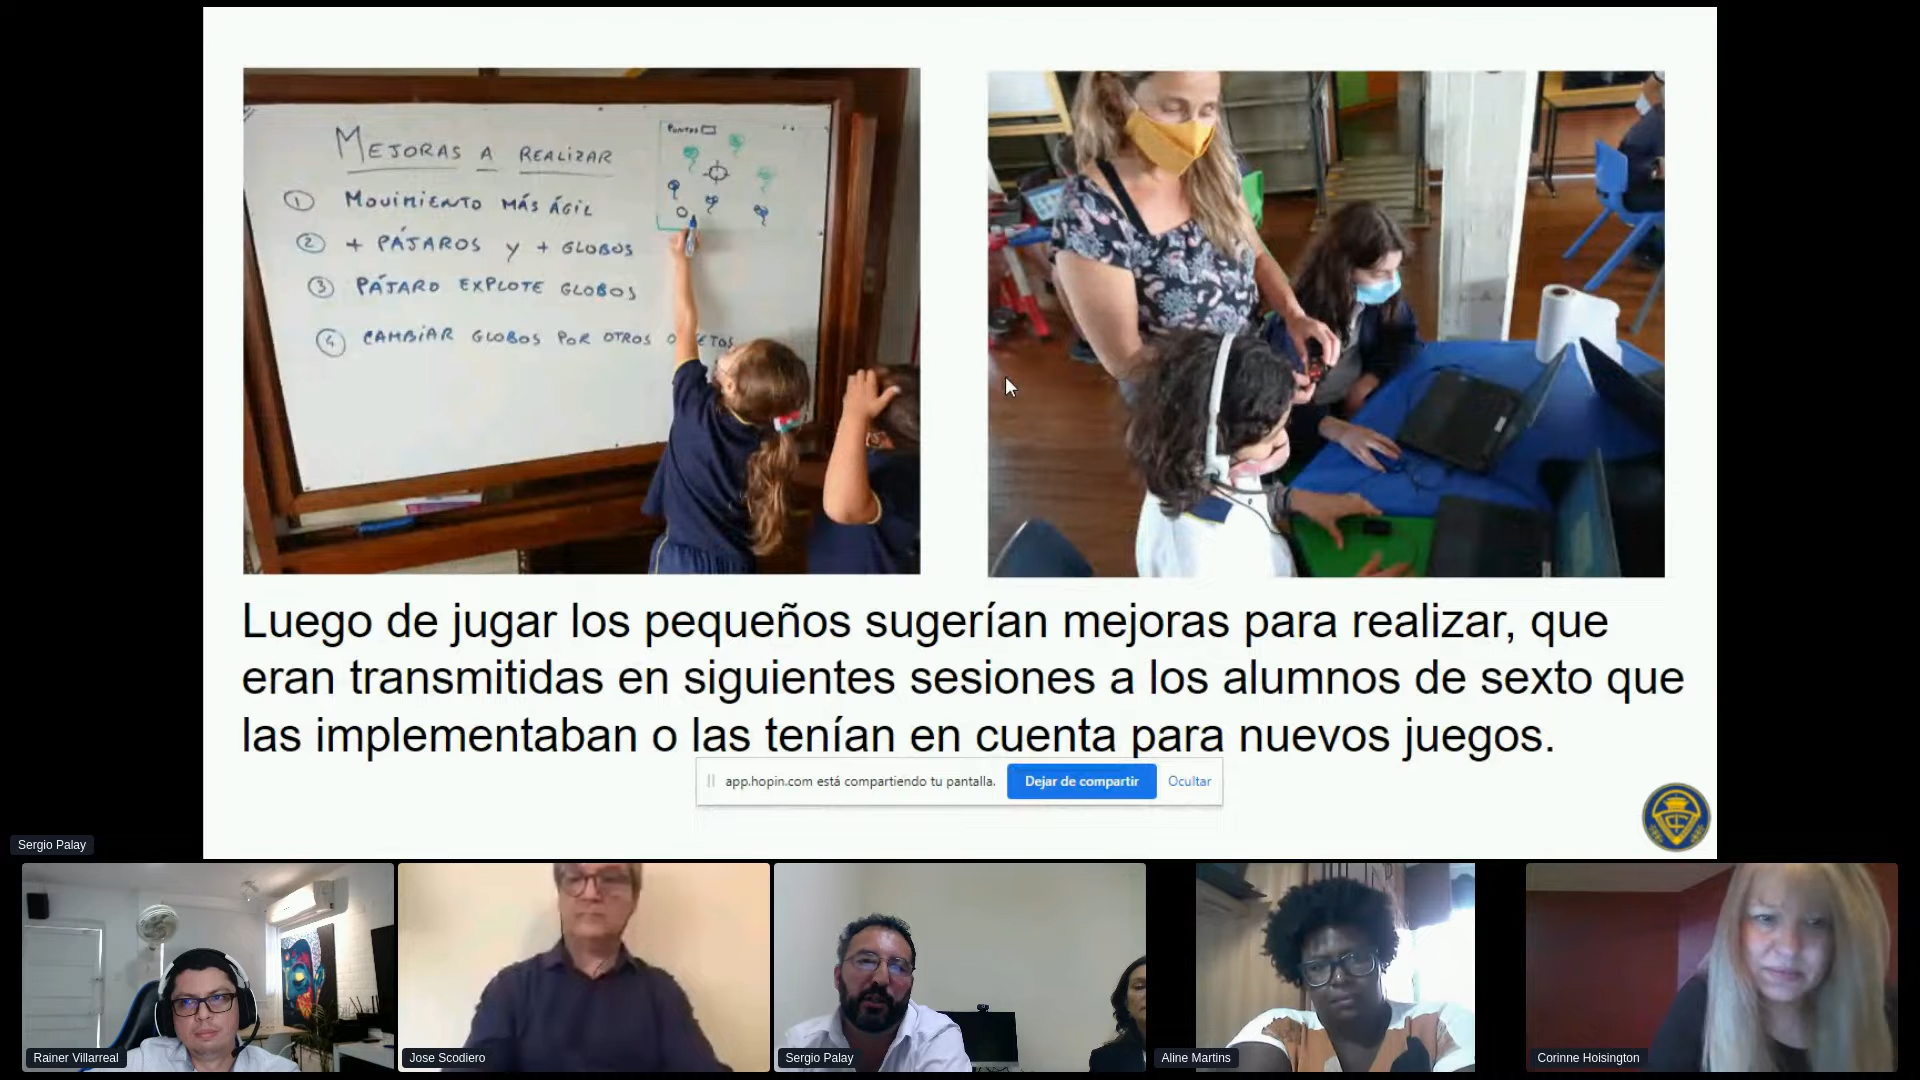 MEJORAS A REALIZAR
PUNTOS
1 MOVIMIENTO MÁS ÁGIL
2 + PÁJAROS Y + GLOBOS
3 PÁJARO EXPLOTE GLOBOS
4 CAMBIAR GLOBOS POR OTROS
Luego de jugar los pequeños sugerían mejoras para realizar, que
eran transmitidas en siguientes sesiones a los alumnos de sexto que
las implementaban o las tenían en cuenta para nuevos juegos.
app.hopin.com está compartiendo tu pantalla. Dejar de compartir Ocultar
Sergio Palay
Rainer Villarreal
Jose Scodiero
Sergio Palay
Aline Martins
Corinne Hoisington